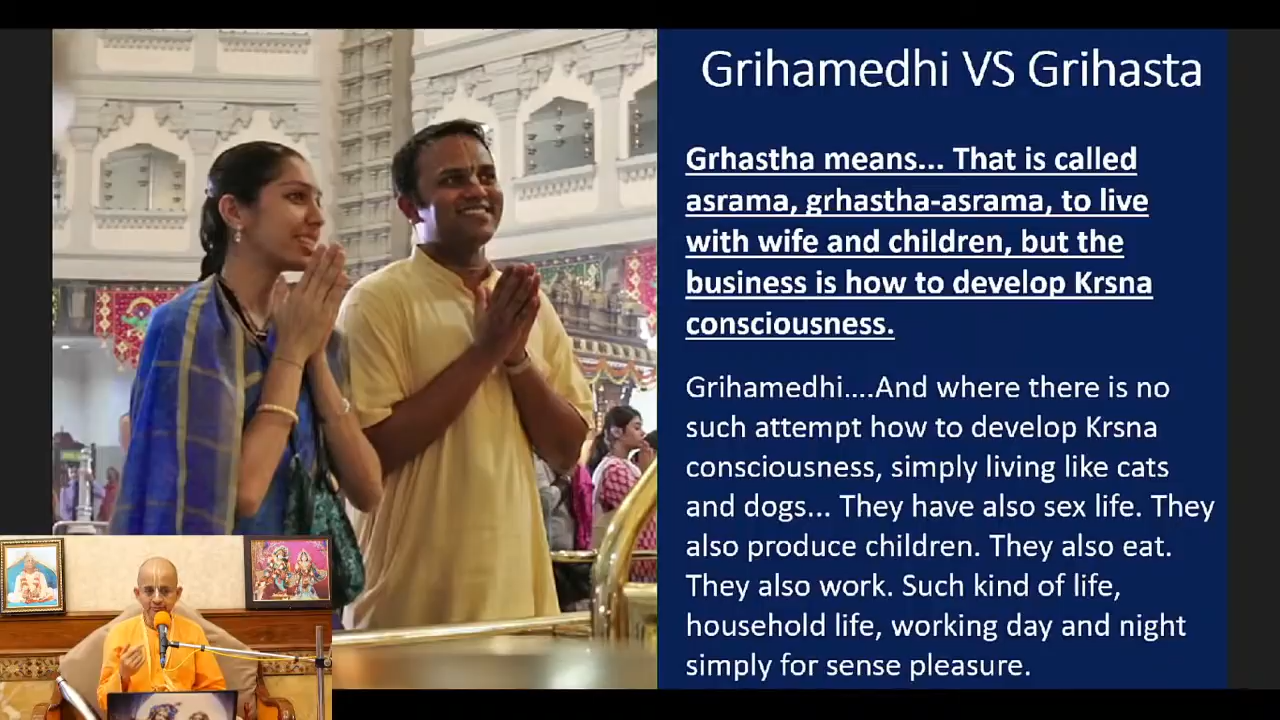 Grihamedhi VS Grihasta
Grhastha means... That is called
asrama, grhastha-asrama, to live
with wife and children, but the
business is how to develop Krsna
consciousness.
Grihamedhi....And where there is no
such attempt how to develop Krsna
consciousness, simply living like cats
and dogs... They have also sex life. They
also produce children. They also eat.
They also work. Such kind of life,
household life, working day and night
simply for sense pleasure.